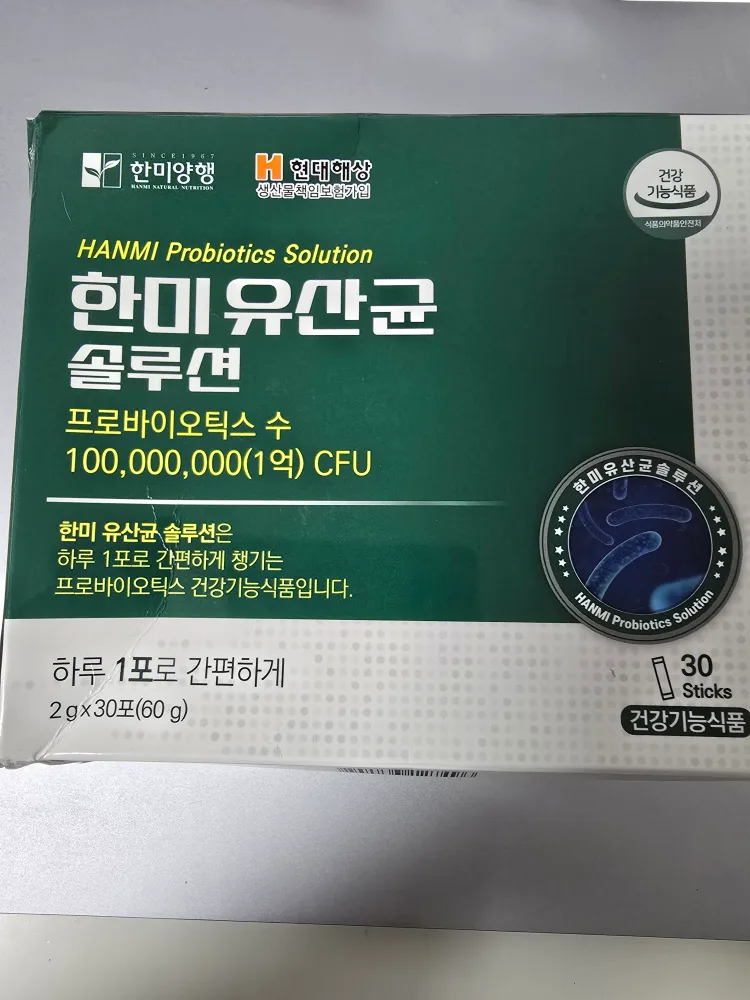 SINCE 1967
한미양행
HANMI NATURAL NUTRITION
H 현대해상
생산물책임보험가입
건강
기능식품
식품의약품안전처
HANMI Probiotics Solution
한미 유산균
솔루션
프로바이오틱스 수
100,000,000(1억) CFU
한미 유산균 솔루션은
하루 1포로 간편하게 챙기는
프로바이오틱스 건강기능식품입니다.
한미유산균솔루션
HANMI Probiotics Solution
하루 1포로 간편하게
2 g x 30포(60 g)
30
Sticks
건강기능식품